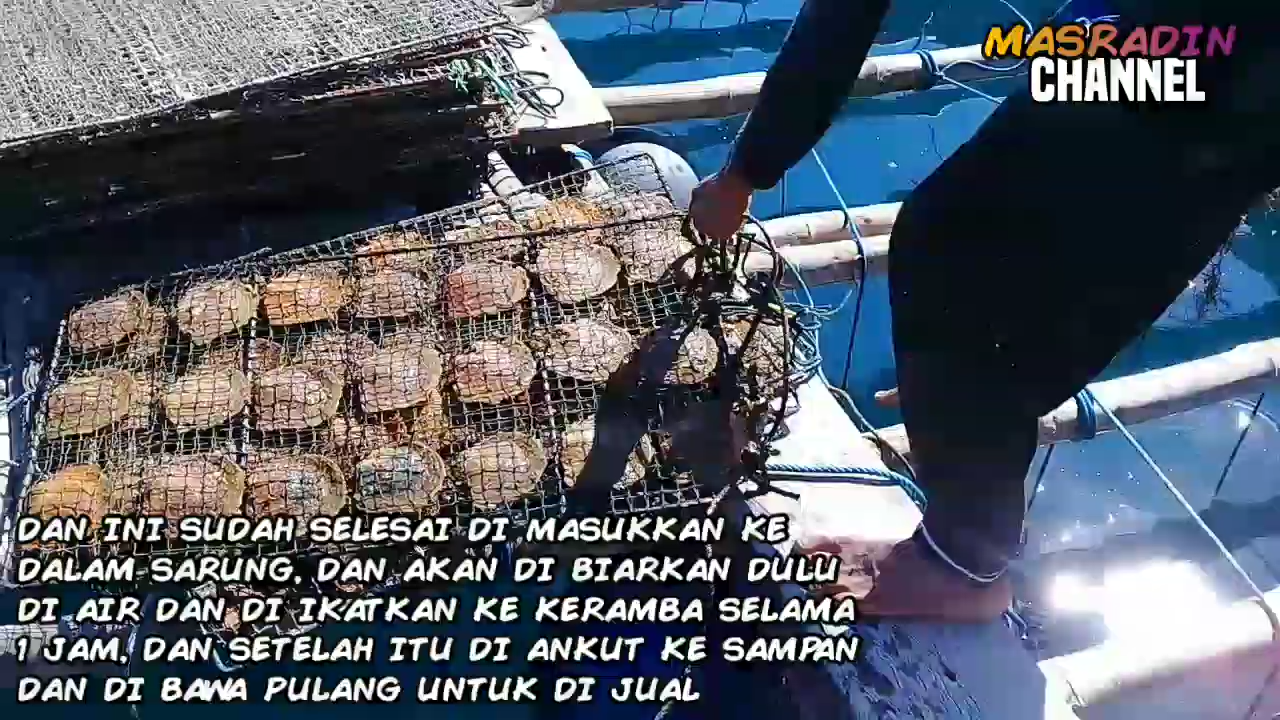 MASRADIN
CHANNEL
DAN INI SUDAH SELESAI DI MASUKKAN KE
DALAM SARUNG, DAN AKAN DI BIARKAN DULU
DI AIR DAN DI IKATKAN KE KERAMBA SELAMA
1 JAM, DAN SETELAH ITU DI ANKUT KE SAMPAN
DAN DI BAWA PULANG UNTUK DI JUAL